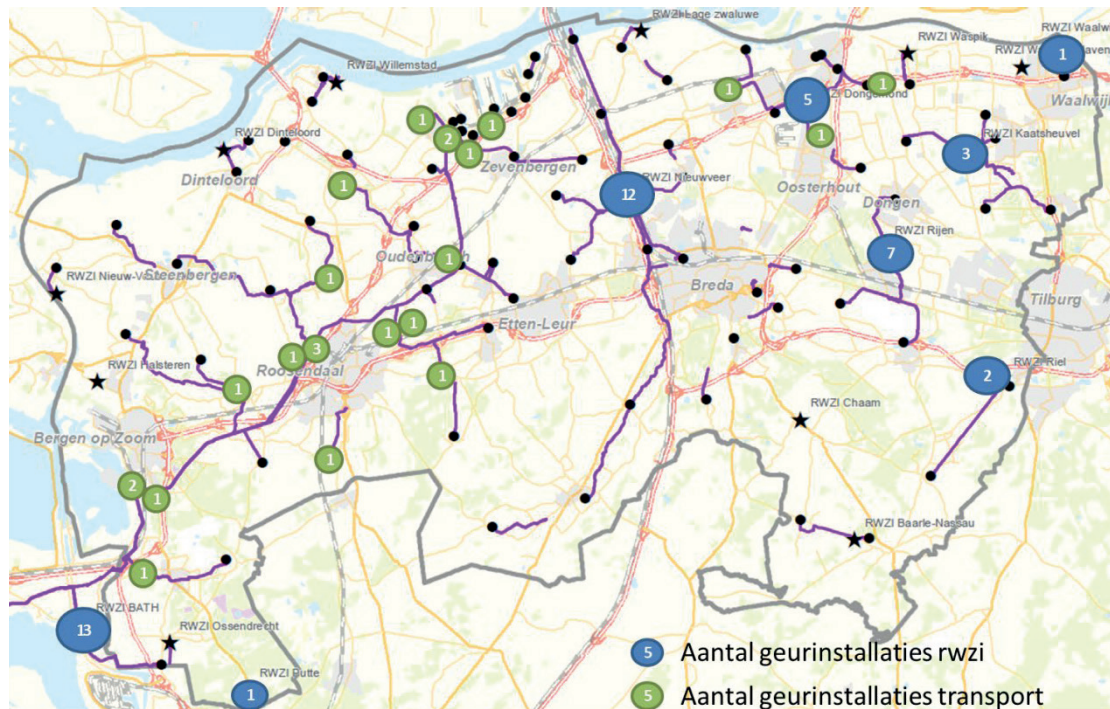 RWZI Lage zwaluwe
RWZI Waspik
RWZI Waalwijk
1
RWZI Willemstad
1
5
1
Waalwijk
1
1
RWZI Dongemond
1
2
RWZI Dinteloord
1
Zevenbergen
RWZI Kaatsheuvel
3
Dinteloord
1
RWZI Nieuwveer
12
Oosterhout
Dongen
RWZI Rijen
7
1
Oudenbosch
Steenbergen
1
Breda
Tilburg
1
1
Etten-Leur
1
3
RWZI Halsteren
Roosendaal
1
1
RWZI Riel
2
RWZI Chaam
Bergen op Zoom
1
2
1
RWZI Baarle-Nassau
1
RWZI BATH
13
RWZI Ossendrecht
RWZI Putte
1
5 Aantal geurinstallaties rwzi
5 Aantal geurinstallaties transport